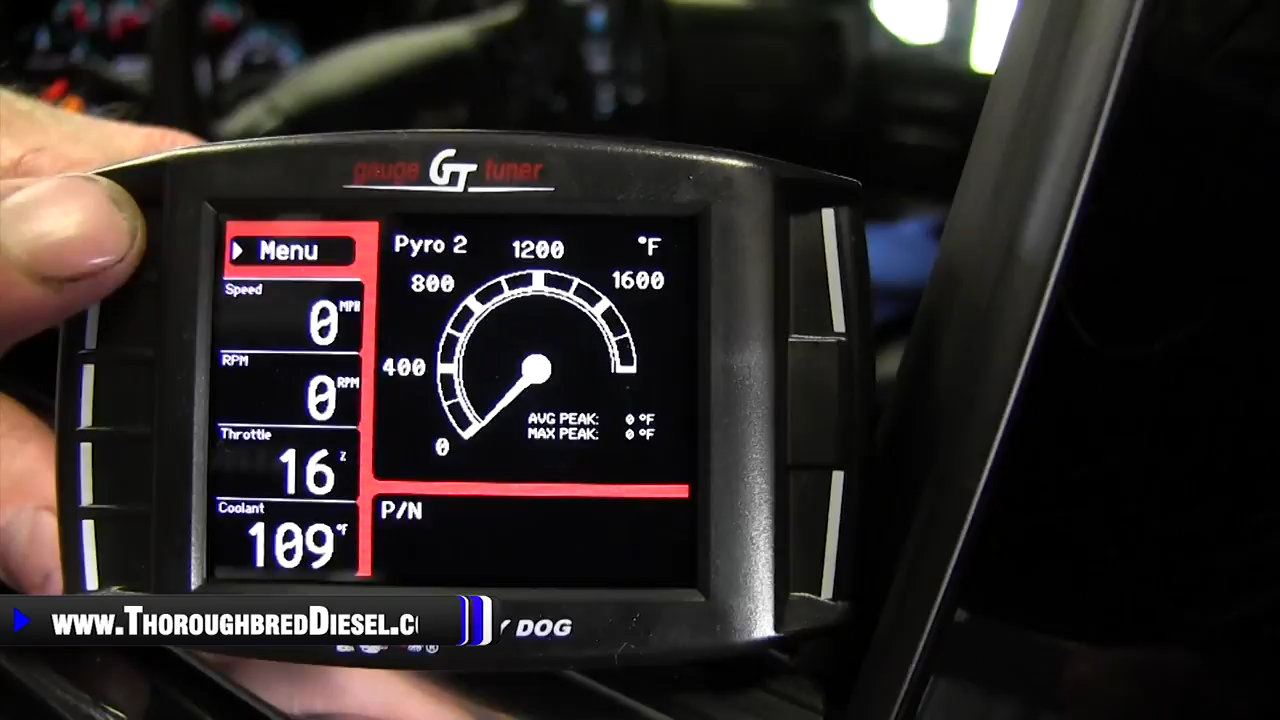 gauge GT tuner
Menu
Pyro 2
°F
0
400
800
1200
1600
Speed
0 MPH
RPM
0 RPM
Throttle
16 %
Coolant
109 °F
AVG PEAK: 0 °F
MAX PEAK: 0 °F
P/N
www.ThoroughbredDiesel.c
Y DOG